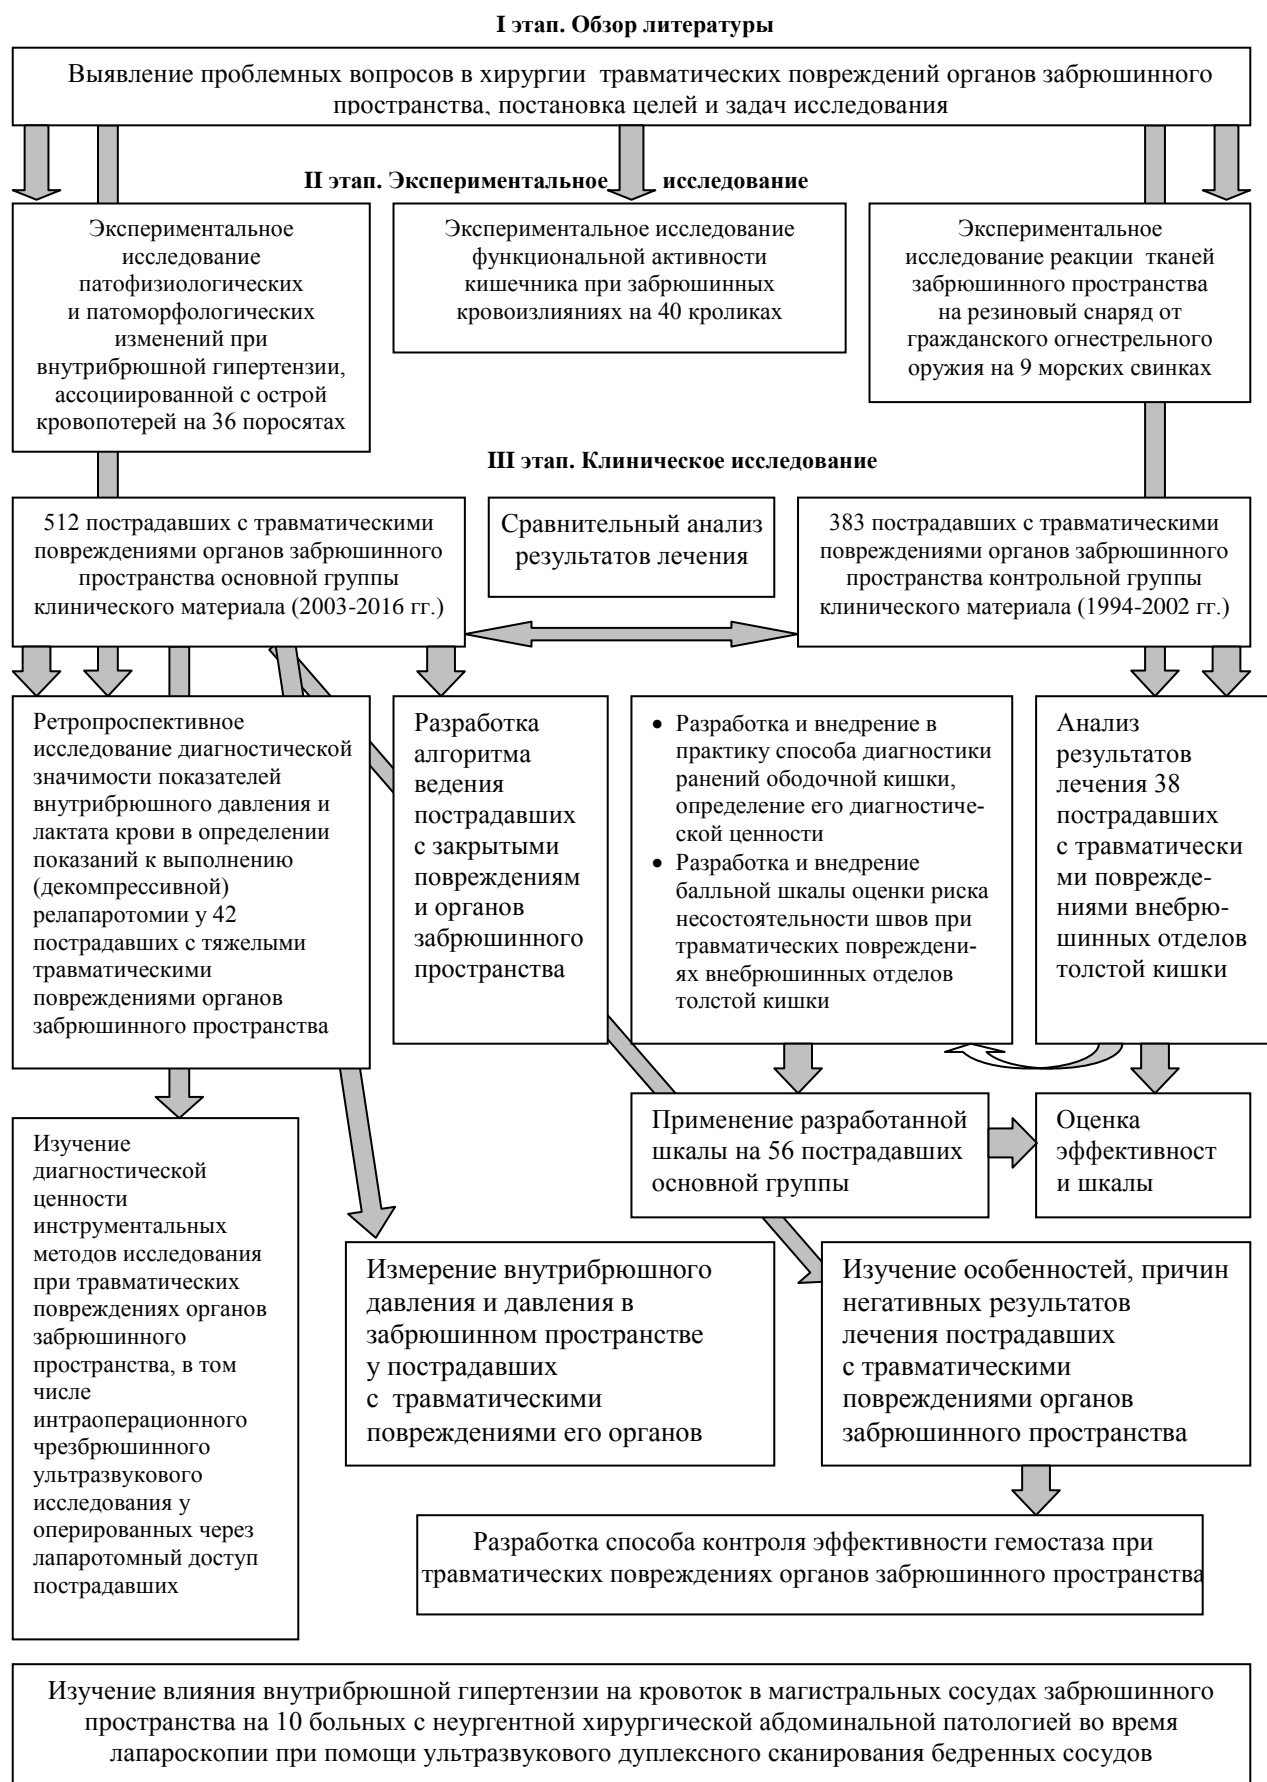 I этап. Обзор литературы
Выявление проблемных вопросов в хирургии травматических повреждений органов забрюшинного
пространства, постановка целей и задач исследования
II этап. Экспериментальное исследование
Экспериментальное
исследование
патофизиологических
и патоморфологических
изменений при
внутрибрюшной гипертензии,
ассоциированной с острой
кровопотерей на 36 поросятах
Экспериментальное исследование
функциональной активности
кишечника при забрюшинных
кровоизлияниях на 40 кроликах
Экспериментальное
исследование реакции тканей
забрюшинного пространства
на резиновый снаряд от
гражданского огнестрельного
оружия на 9 морских свинках
III этап. Клиническое исследование
512 пострадавших с травматическими
повреждениями органов забрюшинного
пространства основной группы
клинического материала (2003-2016 гг.)
Сравнительный анализ
результатов лечения
383 пострадавших с травматическими
повреждениями органов забрюшинного
пространства контрольной группы
клинического материала (1994-2002 гг.)
Ретропроспективное
исследование диагностической
значимости показателей
внутрибрюшного давления и
лактата крови в определении
показаний к выполнению
(декомпрессивной)
релапаротомии у 42
пострадавших с тяжелыми
травматическими
повреждениями органов
забрюшинного пространства
Разработка
алгоритма
ведения
пострадавших
с закрытыми
повреждениям
и органов
забрюшинного
пространства
• Разработка и внедрение в
практику способа диагностики
ранений ободочной кишки,
определение его диагностиче-
ской ценности
• Разработка и внедрение
балльной шкалы оценки риска
несостоятельности швов при
травматических повреждени-
ях внебрюшинных отделов
толстой кишки
Анализ
результатов
лечения 38
пострадавших
с травматически
ми поврежде-
ниями внебрю-
шинных отделов
толстой кишки
Применение разработанной
шкалы на 56 пострадавших
основной группы
Оценка
эффективност
и шкалы
Изучение
диагностической
ценности
инструментальных
методов исследования
при травматических
повреждениях органов
забрюшинного
пространства, в том
числе
интраоперационного
чрезбрюшинного
ультразвукового
исследования у
оперированных через
лапаротомный доступ
пострадавших
Измерение внутрибрюшного
давления и давления в
забрюшинном пространстве
у пострадавших
с травматическими
повреждениями его органов
Изучение особенностей, причин
негативных результатов
лечения пострадавших
с травматическими
повреждениями органов
забрюшинного пространства
Разработка способа контроля эффективности гемостаза при
травматических повреждениях органов забрюшинного пространства
Изучение влияния внутрибрюшной гипертензии на кровоток в магистральных сосудах забрюшинного
пространства на 10 больных с неургентной хирургической абдоминальной патологией во время
лапароскопии при помощи ультразвукового дуплексного сканирования бедренных сосудов